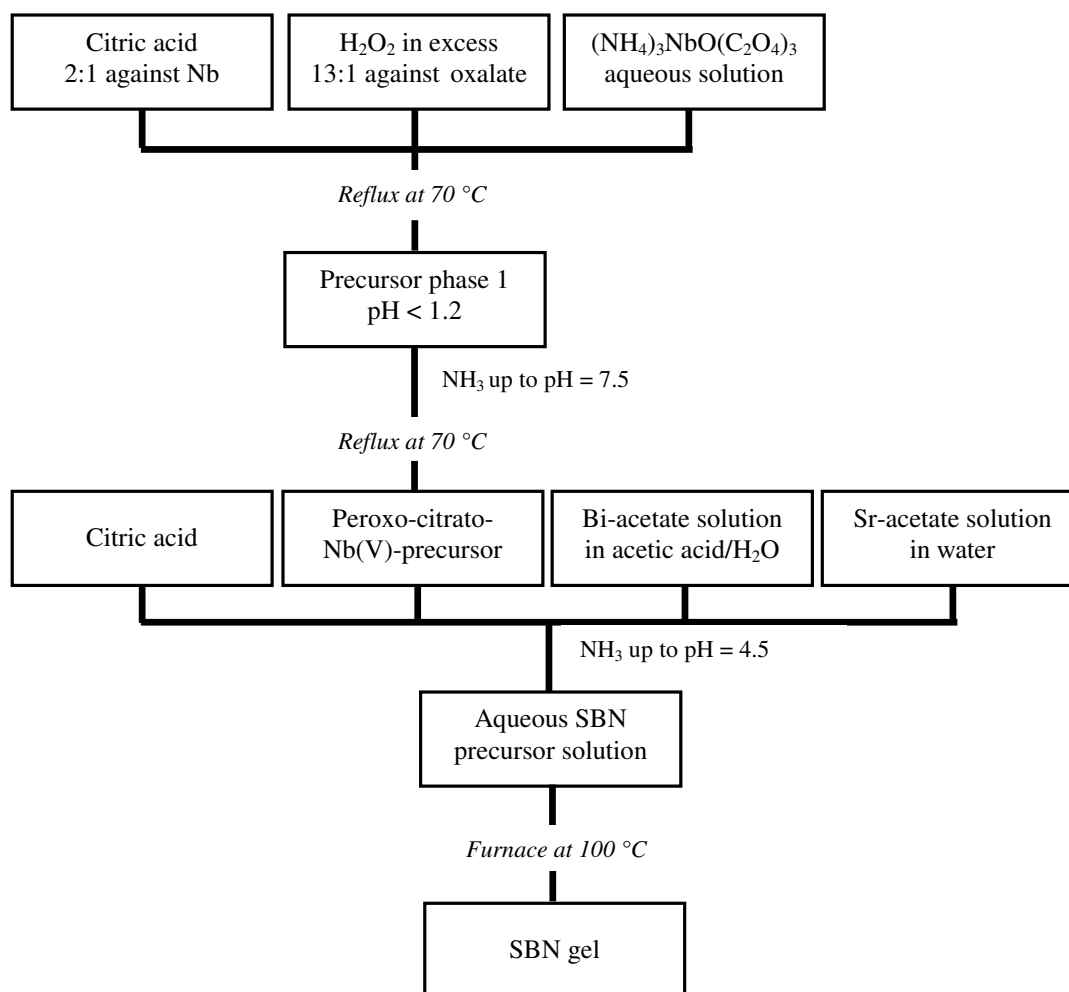 Citric acid
2:1 against Nb
H₂O₂ in excess
13:1 against oxalate
(NH₄)₃NbO(C₂O₄)₃
aqueous solution
Reflux at 70 °C
Precursor phase 1
pH < 1.2
NH₃ up to pH = 7.5
Reflux at 70 °C
Citric acid
Peroxo-citrato-
Nb(V)-precursor
Bi-acetate solution
in acetic acid/H₂O
Sr-acetate solution
in water
NH₃ up to pH = 4.5
Aqueous SBN
precursor solution
Furnace at 100 °C
SBN gel